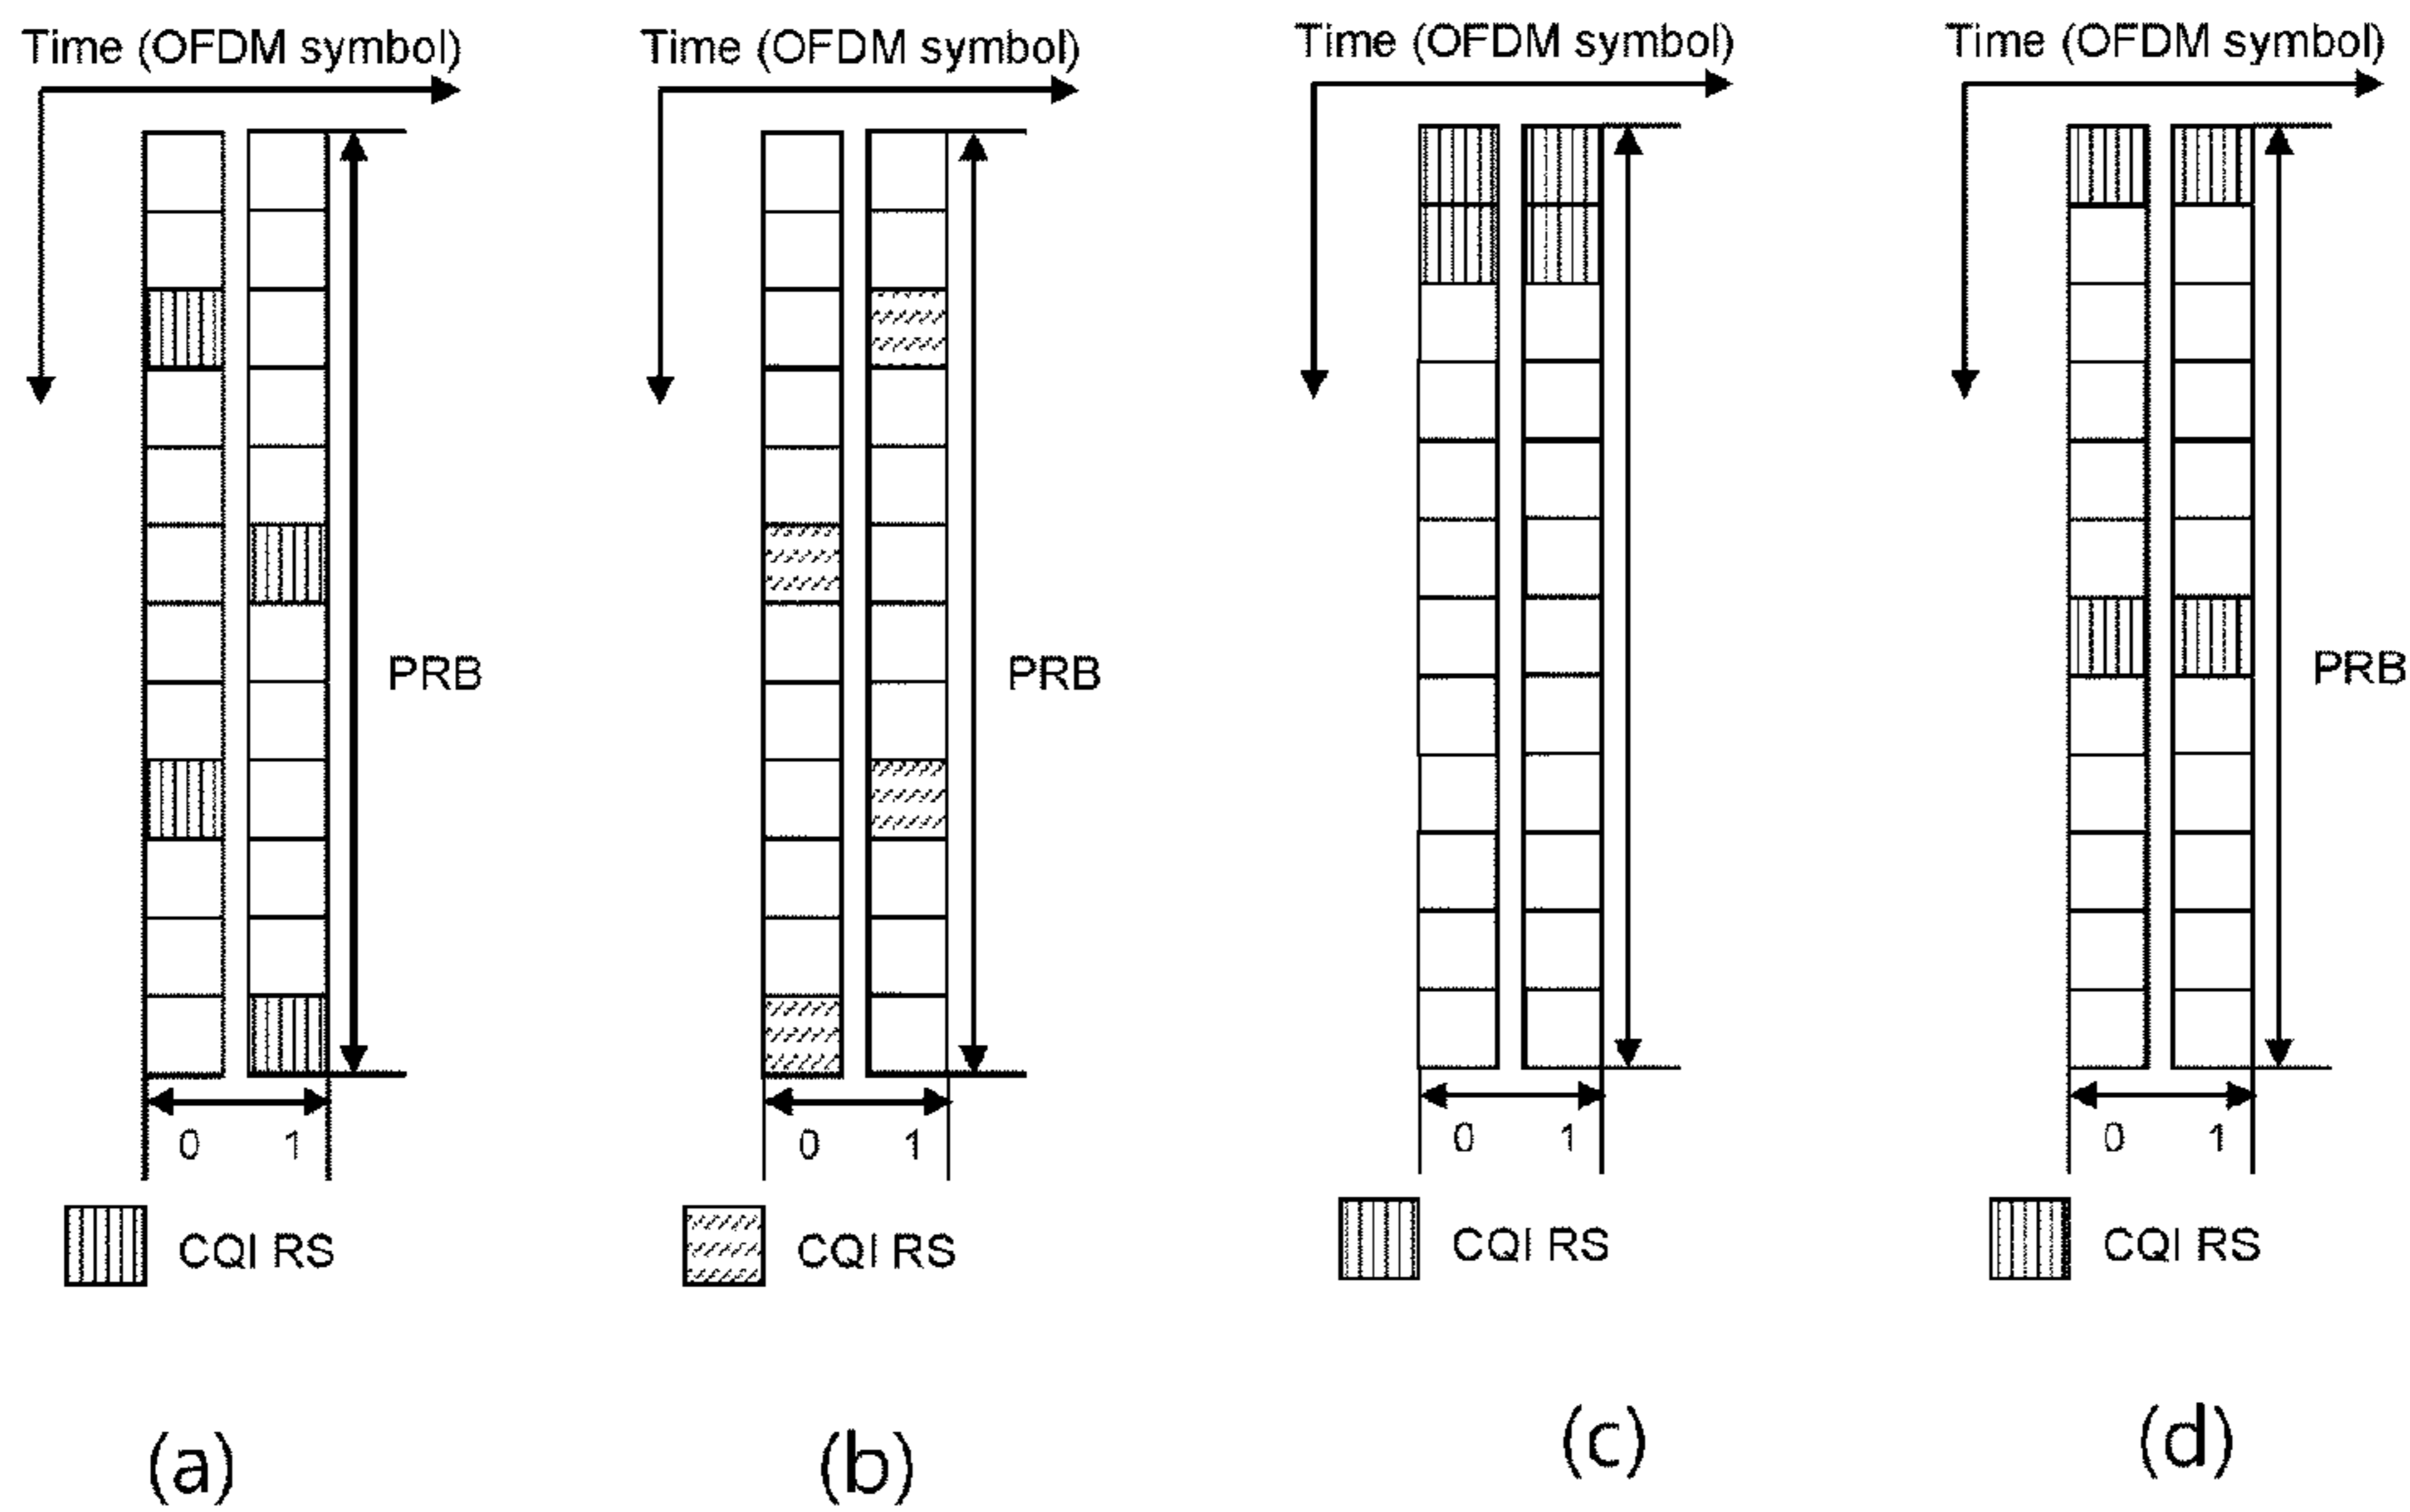 Time (OFDM symbol) Time (OFDM symbol) Time (OFDM symbol) Time (OFDM symbol)
PRB PRB PRB
0 1 0 1 0 1 0 1
CQI RS CQI RS CQI RS CQI RS
(a) (b) (c) (d)